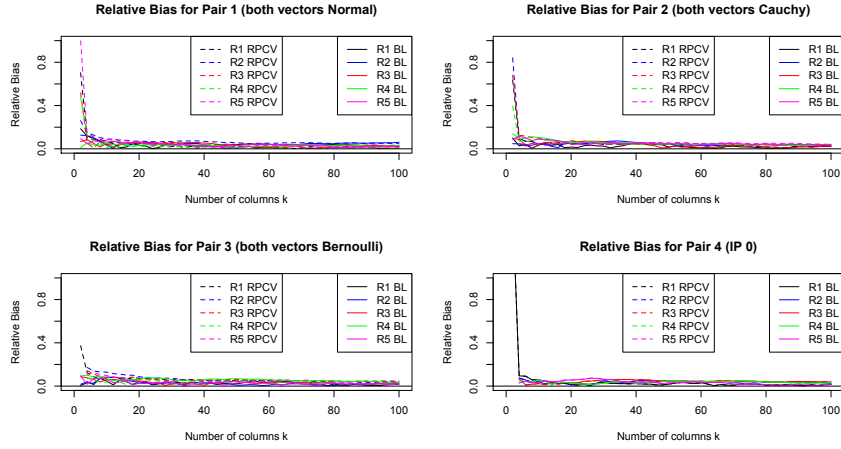 Relative Bias for Pair 1 (both vectors Normal)
Relative Bias
0.0 0.4 0.8
R1 RPCV
R2 RPCV
R3 RPCV
R4 RPCV
R5 RPCV
R1 BL
R2 BL
R3 BL
R4 BL
R5 BL
0 20 40 60 80 100
Number of columns k
Relative Bias for Pair 2 (both vectors Cauchy)
Relative Bias
0.0 0.4 0.8
R1 RPCV
R2 RPCV
R3 RPCV
R4 RPCV
R5 RPCV
R1 BL
R2 BL
R3 BL
R4 BL
R5 BL
0 20 40 60 80 100
Number of columns k
Relative Bias for Pair 3 (both vectors Bernoulli)
Relative Bias
0.0 0.4 0.8
R1 RPCV
R2 RPCV
R3 RPCV
R4 RPCV
R5 RPCV
R1 BL
R2 BL
R3 BL
R4 BL
R5 BL
0 20 40 60 80 100
Number of columns k
Relative Bias for Pair 4 (IP 0)
Relative Bias
0.0 0.4 0.8
R1 RPCV
R2 RPCV
R3 RPCV
R4 RPCV
R5 RPCV
R1 BL
R2 BL
R3 BL
R4 BL
R5 BL
0 20 40 60 80 100
Number of columns k